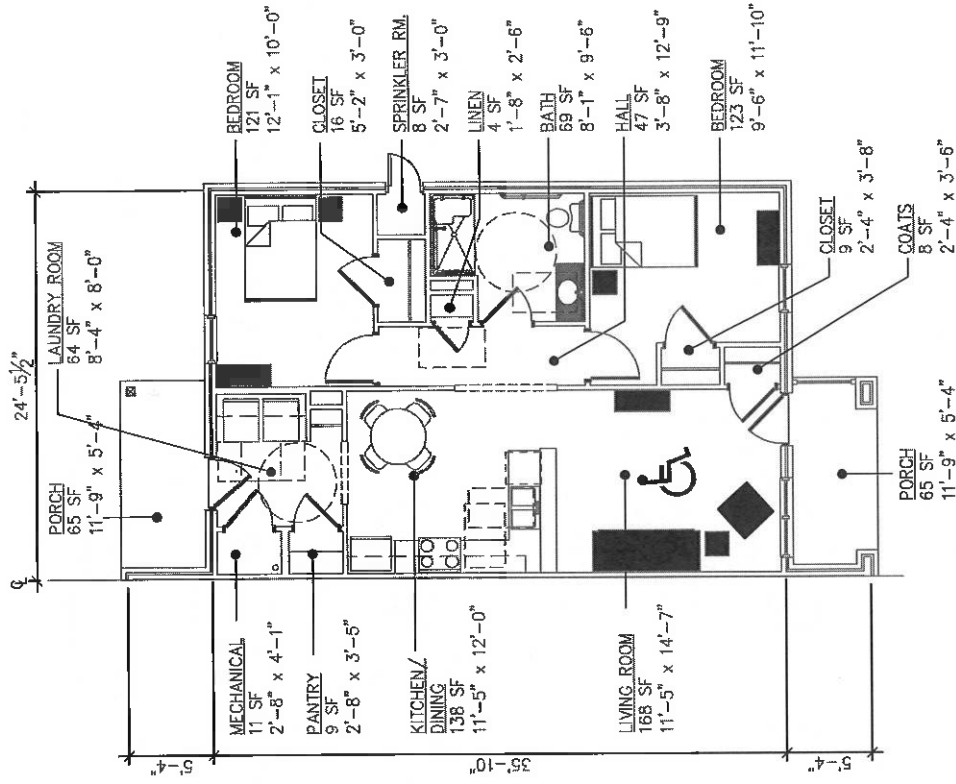 24'-5½"
℄
PORCH
65 SF
11'-9" x 5'-4"
LAUNDRY ROOM
64 SF
8'-4" x 8'-0"
BEDROOM
121 SF
12'-1" x 10'-0"
CLOSET
16 SF
5'-2" x 3'-0"
SPRINKLER RM.
8 SF
2'-7" x 3'-0"
LINEN
4 SF
1'-8" x 2'-6"
BATH
69 SF
8'-1" x 9'-6"
HALL
47 SF
3'-8" x 12'-9"
BEDROOM
123 SF
9'-6" x 11'-10"
CLOSET
9 SF
2'-4" x 3'-8"
COATS
8 SF
2'-4" x 3'-6"
PORCH
65 SF
11'-9" x 5'-4"
MECHANICAL
11 SF
2'-8" x 4'-1"
PANTRY
9 SF
2'-8" x 3'-5"
KITCHEN/
DINING
138 SF
11'-5" x 12'-0"
LIVING ROOM
168 SF
11'-5" x 14'-7"
5'-4"
35'-10"
5'-4"